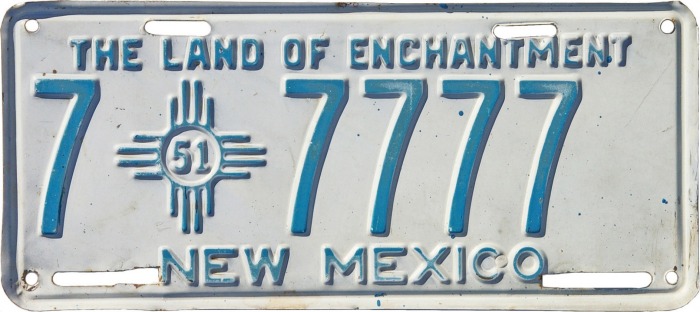 THE LAND OF ENCHANTMENT
7 51 7777
NEW MEXICO